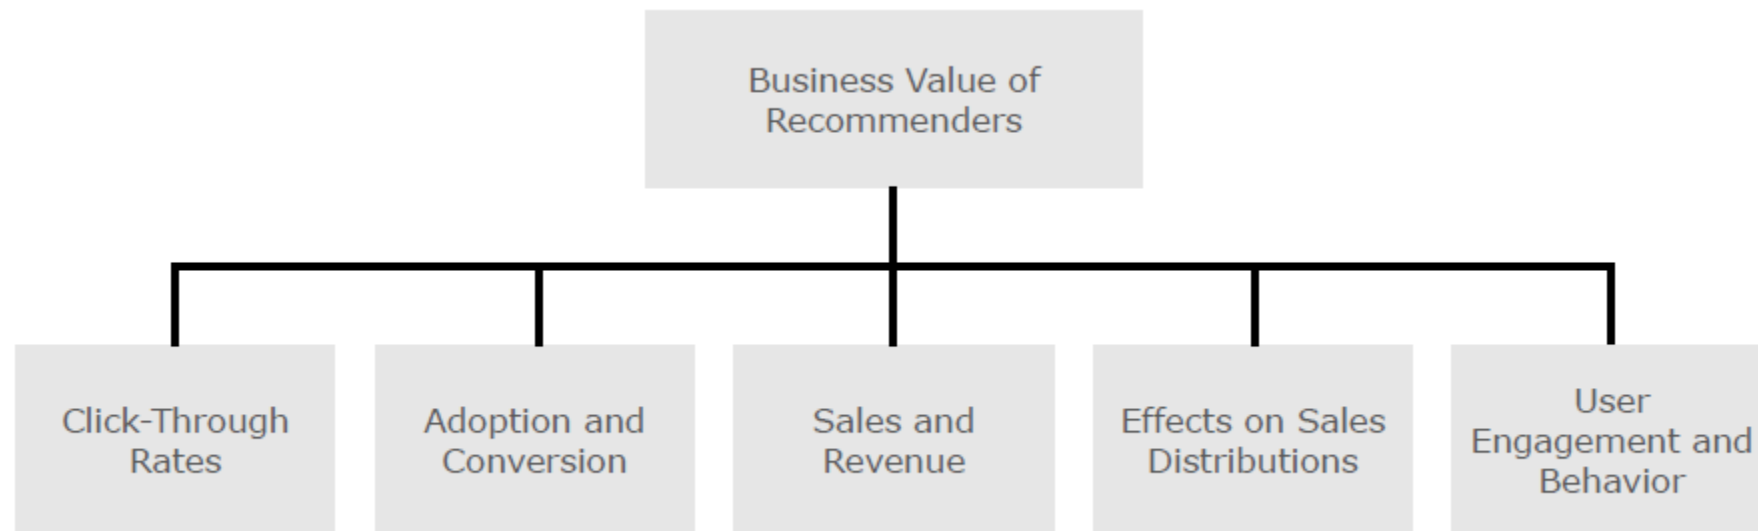 Business Value of
Recommenders
Click-Through
Rates
Adoption and
Conversion
Sales and
Revenue
Effects on Sales
Distributions
User
Engagement and
Behavior